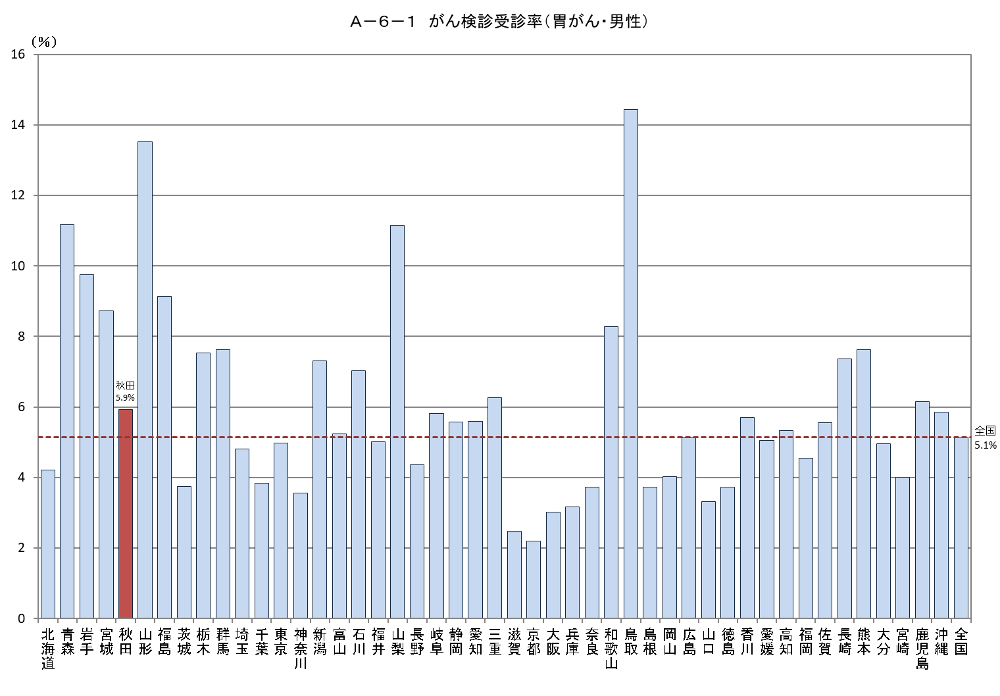 Ａ－６－１　がん検診受診率（胃がん・男性）
（％）
16
14
12
10
8
6
4
2
0
秋田
5.9%
全国
5.1%
北海道
青森
岩手
宮城
秋田
山形
福島
茨城
栃木
群馬
埼玉
千葉
東京
神奈川
新潟
富山
石川
福井
山梨
長野
岐阜
静岡
愛知
三重
滋賀
京都
大阪
兵庫
奈良
和歌山
鳥取
島根
岡山
広島
山口
徳島
香川
愛媛
高知
福岡
佐賀
長崎
熊本
大分
宮崎
鹿児島
沖縄
全国